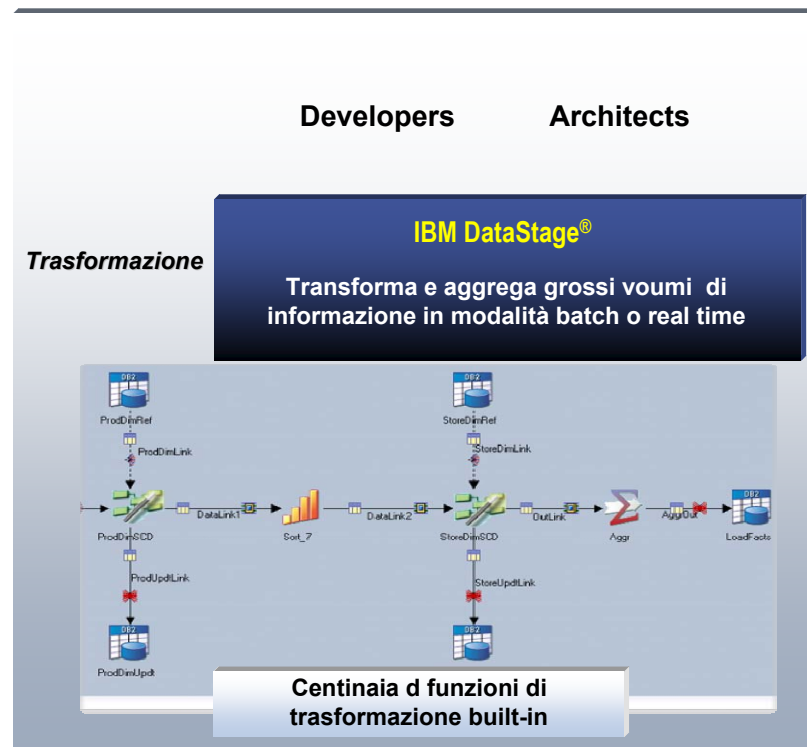 Developers Architects
IBM DataStage®
Trasformazione
Transforma e aggrega grossi voumi di
informazione in modalità batch o real time
DB2 DB2
ProdDimRef StoreDimRef
ProdDimLink StoreDimLink
DataLink1 DataLink2 OutLink AggrOut DB2
ProdDimSCD Sort_7 StoreDimSCD Aggr LoadFacts
ProdUpdtLink StoreUpdtLink
DB2 DB2
ProdDimUpdt
Centinaia d funzioni di
trasformazione built-in